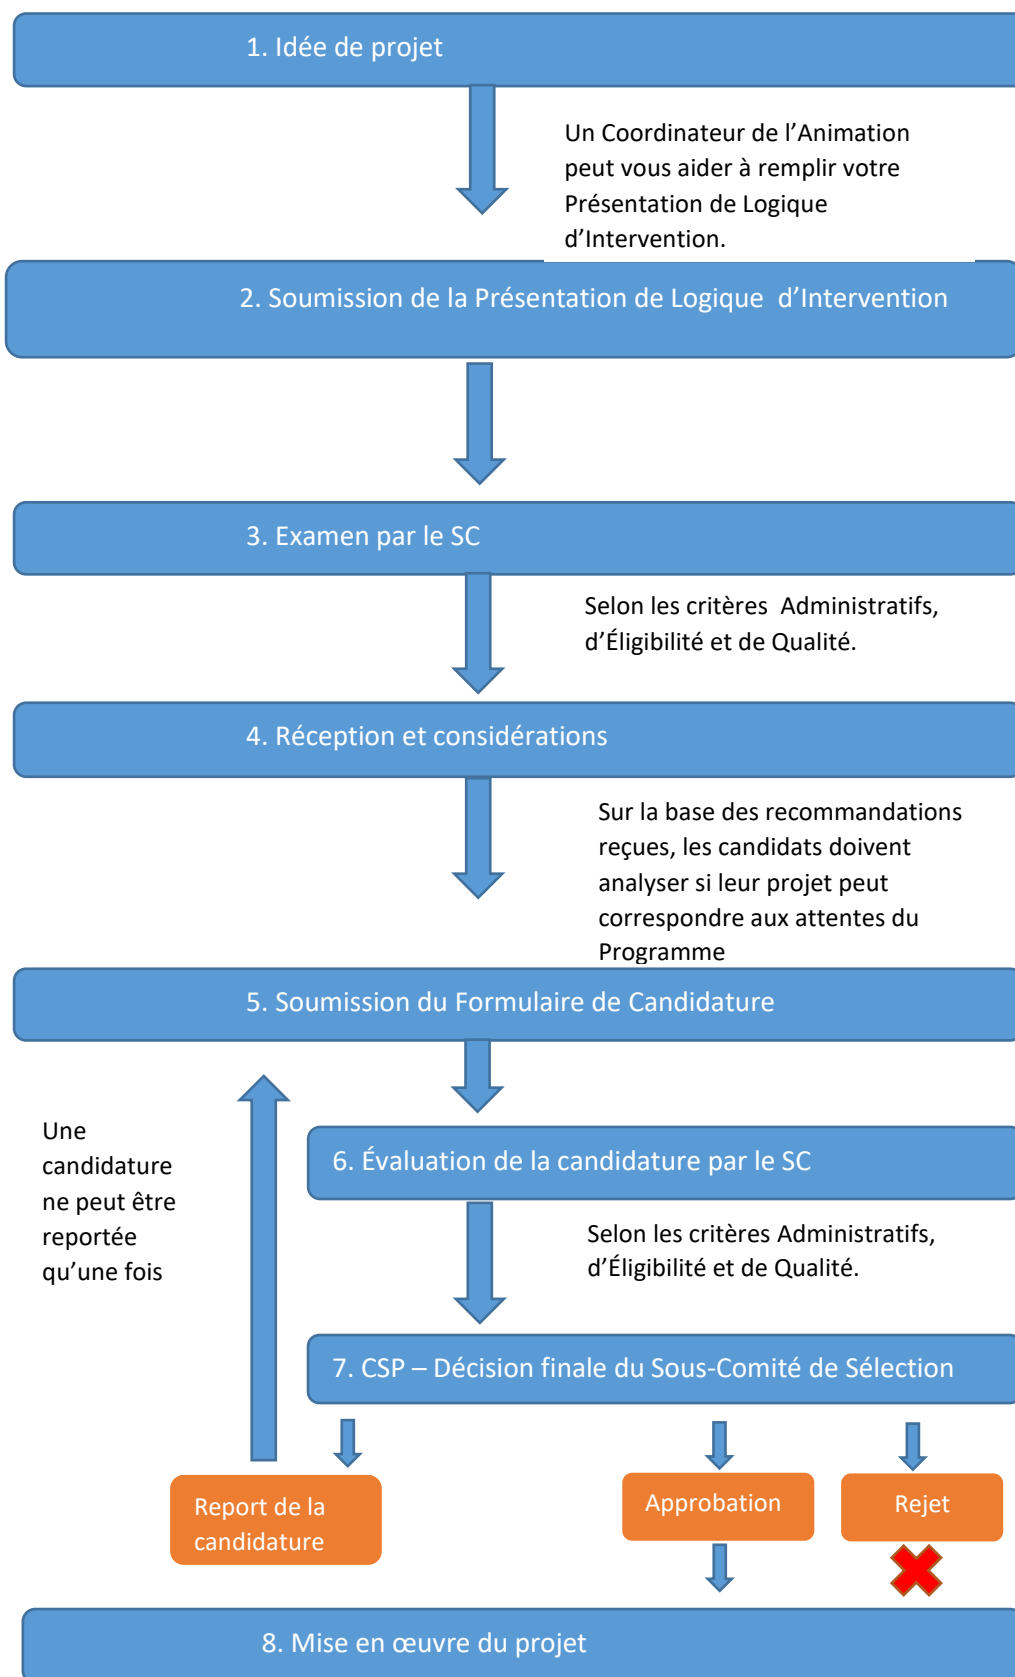 1. Idée de projet
Un Coordinateur de l’Animation
peut vous aider à remplir votre
Présentation de Logique
d’Intervention.
2. Soumission de la Présentation de Logique  d’Intervention
3. Examen par le SC
Selon les critères  Administratifs,
d’Éligibilité et de Qualité.
4. Réception et considérations
Sur la base des recommandations
reçues, les candidats doivent
analyser si leur projet peut
correspondre aux attentes du
Programme
5. Soumission du Formulaire de Candidature
Une
candidature
ne peut être
reportée
qu’une fois
6. Évaluation de la candidature par le SC
Selon les critères Administratifs,
d’Éligibilité et de Qualité.
7. CSP – Décision finale du Sous-Comité de Sélection
Report de la
candidature
Approbation
Rejet
8. Mise en œuvre du projet